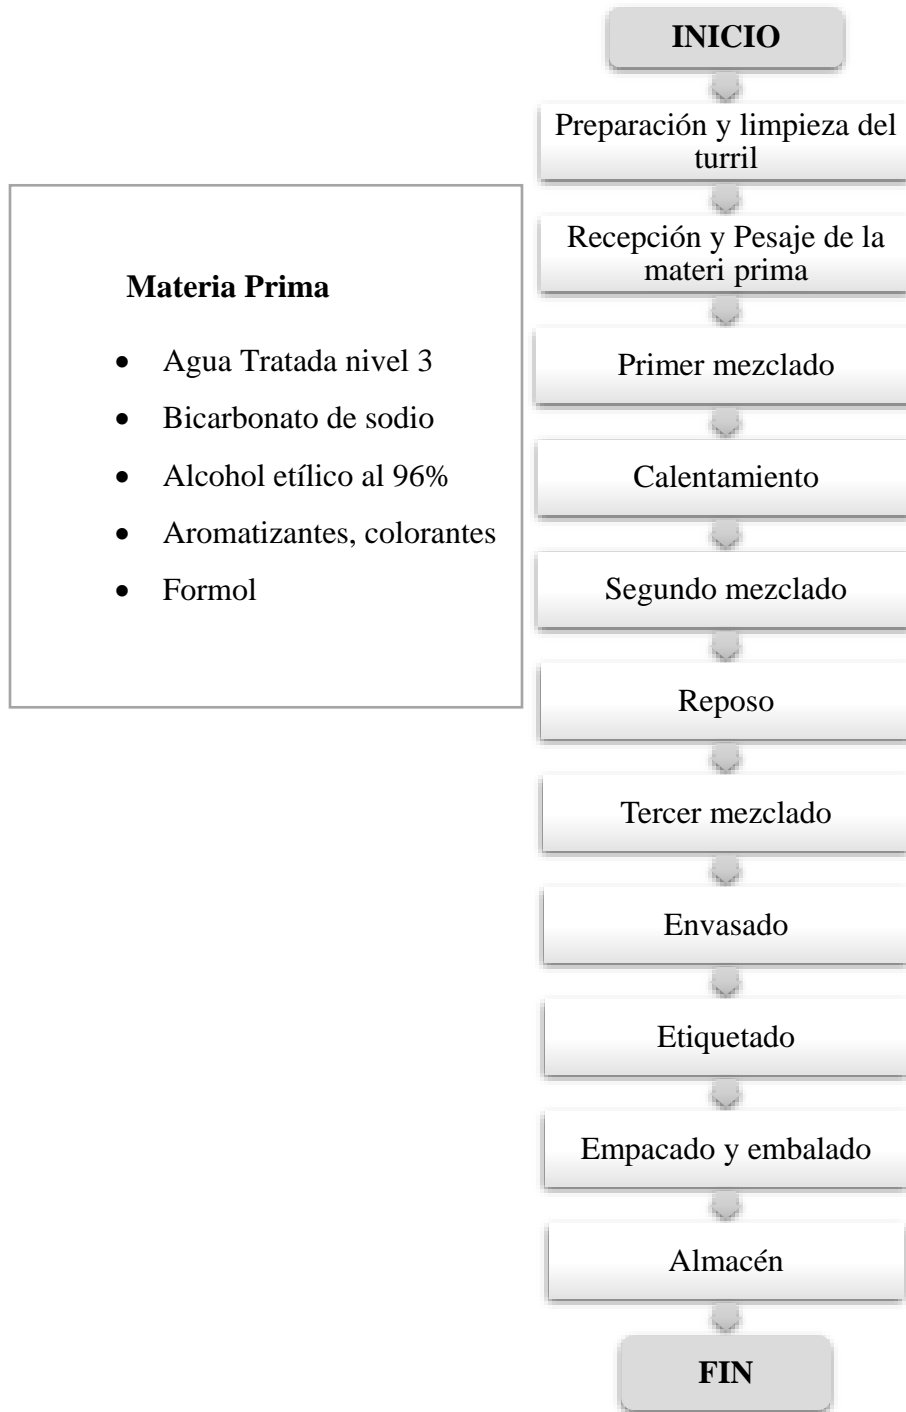 INICIO
Preparación y limpieza del
turril
Recepción y Pesaje de la
materi prima
Primer mezclado
Calentamiento
Segundo mezclado
Reposo
Tercer mezclado
Envasado
Etiquetado
Empacado y embalado
Almacén
FIN
Materia Prima
• Agua Tratada nivel 3
• Bicarbonato de sodio
• Alcohol etílico al 96%
• Aromatizantes, colorantes
• Formol